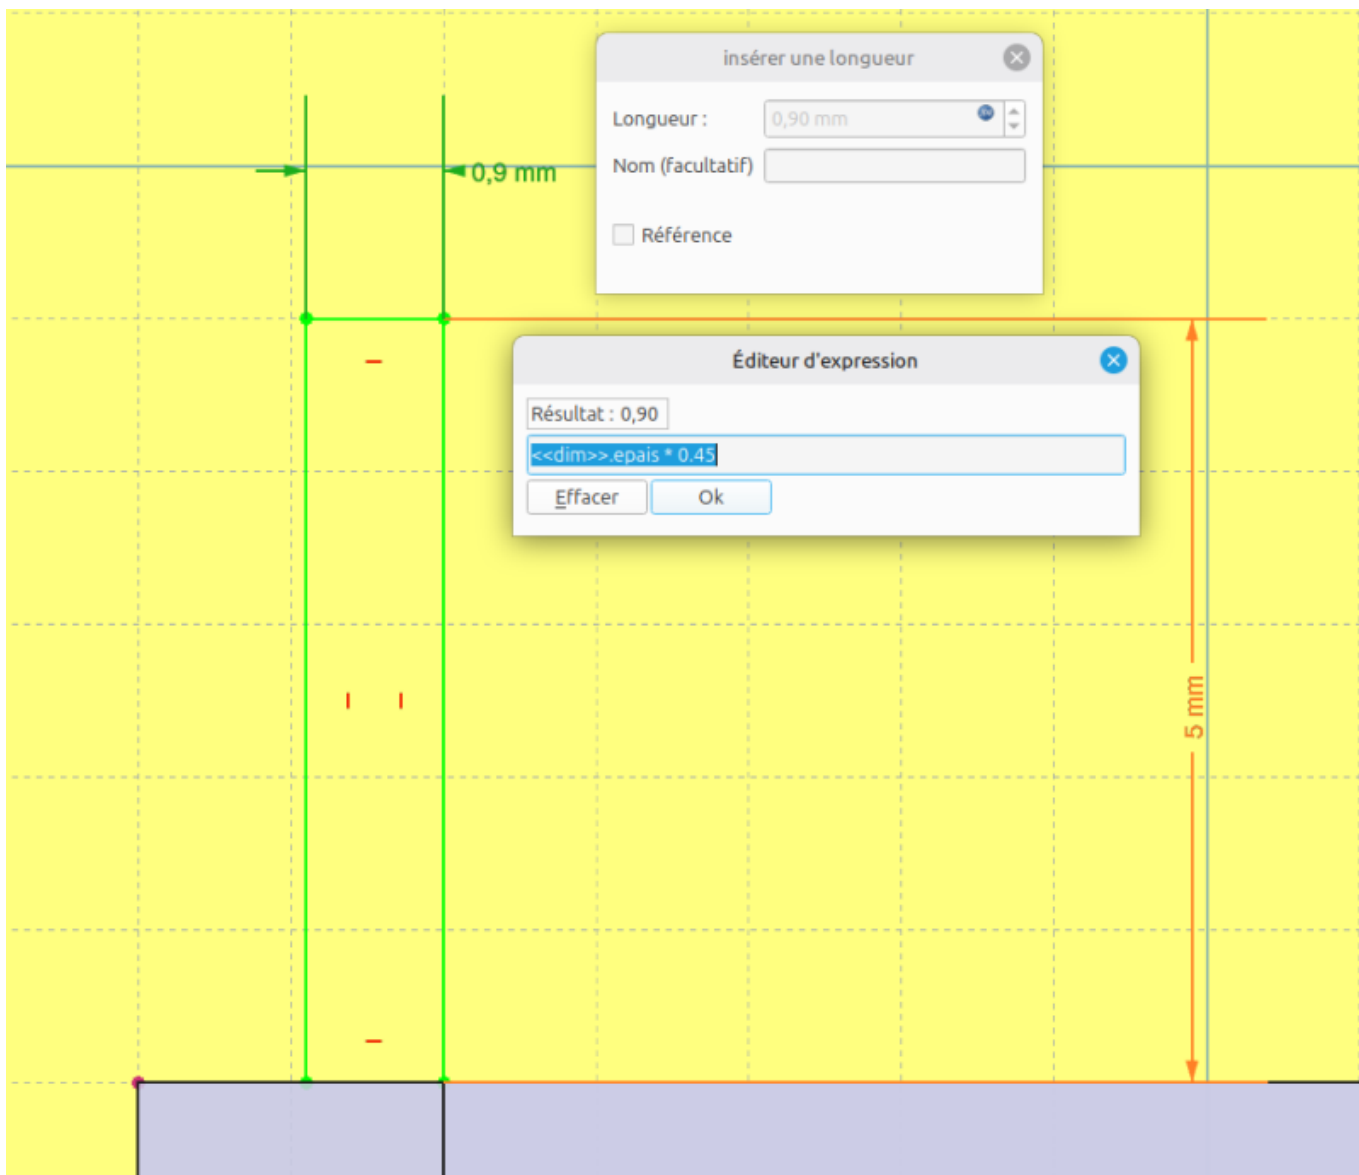 insérer une longueur
Longueur : 0,90 mm
Nom (facultatif)
Référence
0,9 mm
Éditeur d'expression
Résultat : 0,90
<<dim>>.epais * 0.45
Effacer Ok
5 mm